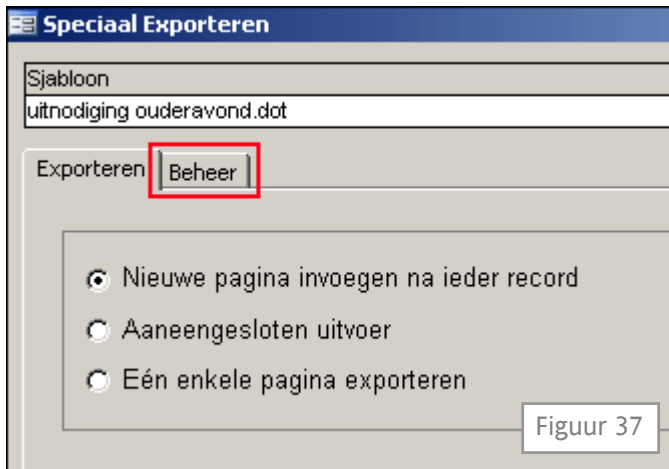 Speciaal Exporteren
Sjabloon
uitnodiging ouderavond.dot
Exporteren Beheer
Nieuwe pagina invoegen na ieder record
Aaneengesloten uitvoer
Eén enkele pagina exporteren
Figuur 37